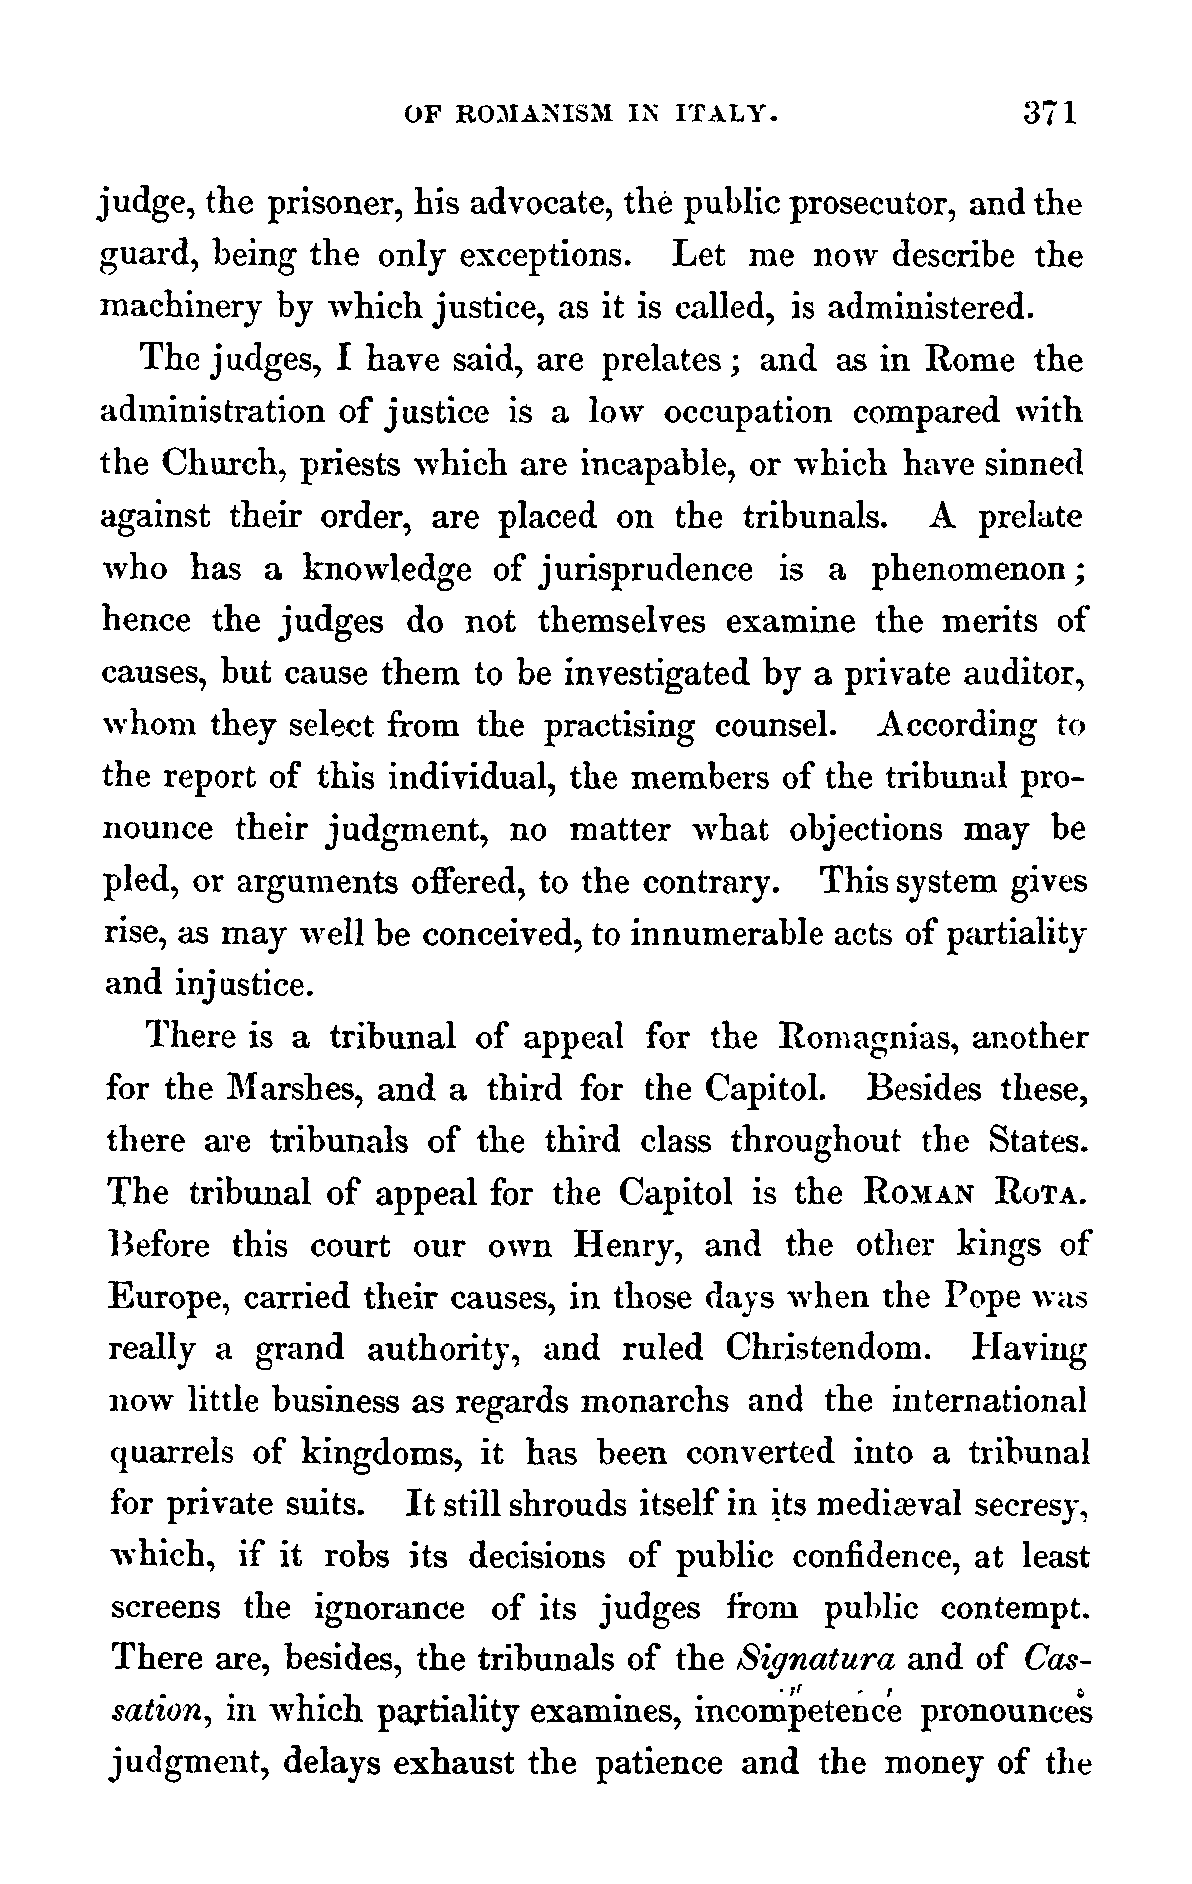 OF ROMANISM IN ITALY. 371
judge, the prisoner, his advocate, the public prosecutor, and the
guard, being the only exceptions. Let me now describe the
machinery by which justice, as it is called, is administered.
The judges, I have said, are prelates; and as in Rome the
administration of justice is a low occupation compared with
the Church, priests which are incapable, or which have sinned
against their order, are placed on the tribunals. A prelate
who has a knowledge of jurisprudence is a phenomenon;
hence the judges do not themselves examine the merits of
causes, but cause them to be investigated by a private auditor,
whom they select from the practising counsel. According to
the report of this individual, the members of the tribunal pro-
nounce their judgment, no matter what objections may be
pled, or arguments offered, to the contrary. This system gives
rise, as may well be conceived, to innumerable acts of partiality
and injustice.
There is a tribunal of appeal for the Romagnias, another
for the Marshes, and a third for the Capitol. Besides these,
there are tribunals of the third class throughout the States.
The tribunal of appeal for the Capitol is the ROMAN ROTA.
Before this court our own Henry, and the other kings of
Europe, carried their causes, in those days when the Pope was
really a grand authority, and ruled Christendom. Having
now little business as regards monarchs and the international
quarrels of kingdoms, it has been converted into a tribunal
for private suits. It still shrouds itself in its mediæval secresy,
which, if it robs its decisions of public confidence, at least
screens the ignorance of its judges from public contempt.
There are, besides, the tribunals of the Signatura and of Cas-
sation, in which partiality examines, incompetence pronounces
judgment, delays exhaust the patience and the money of the